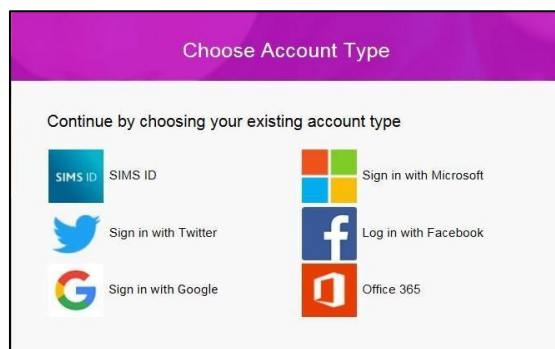 Choose Account Type
Continue by choosing your existing account type
SIMS ID SIMS ID
Sign in with Microsoft
Sign in with Twitter
Log in with Facebook
Sign in with Google
Office 365